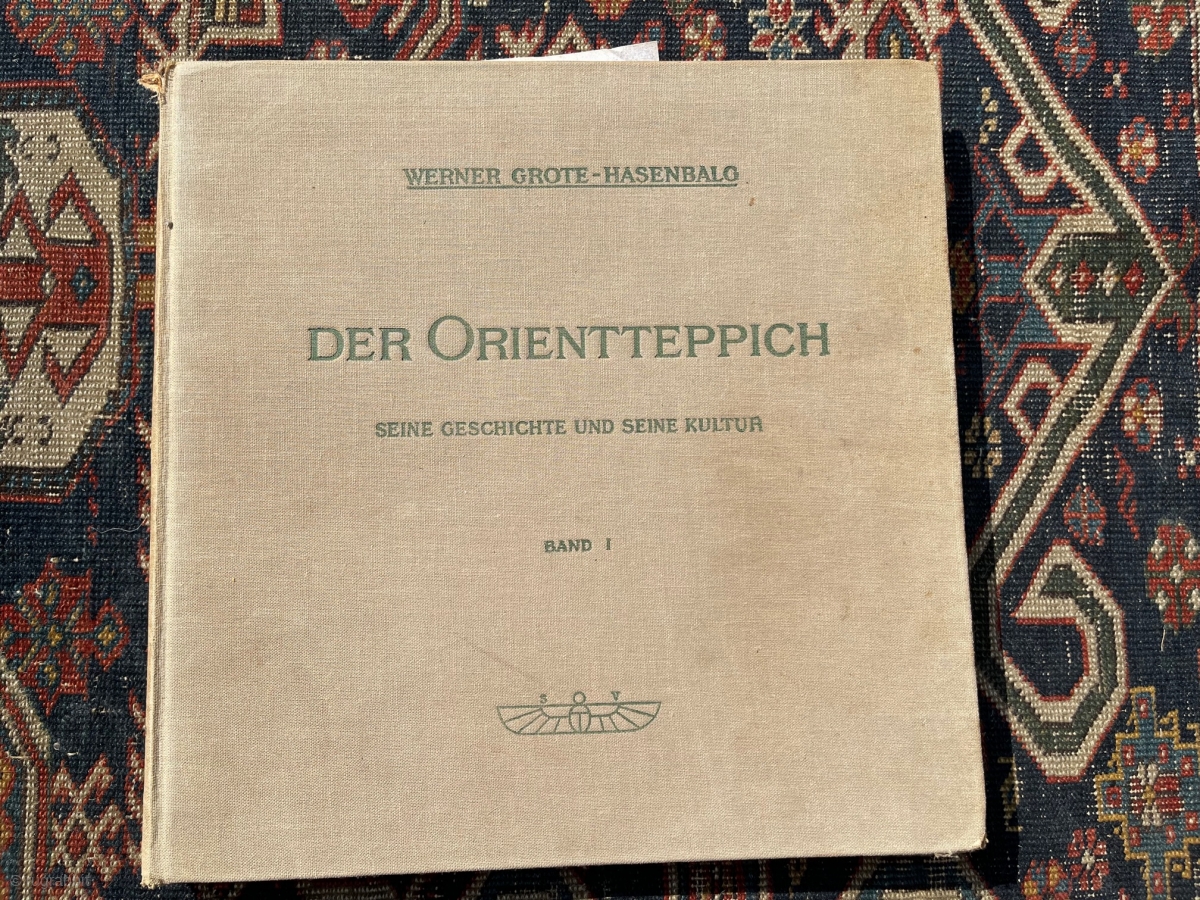 WERNER GROTE-HASENBALG
DER ORIENTTEPPICH
SEINE GESCHICHTE UND SEINE KULTUR
BAND I
S O V